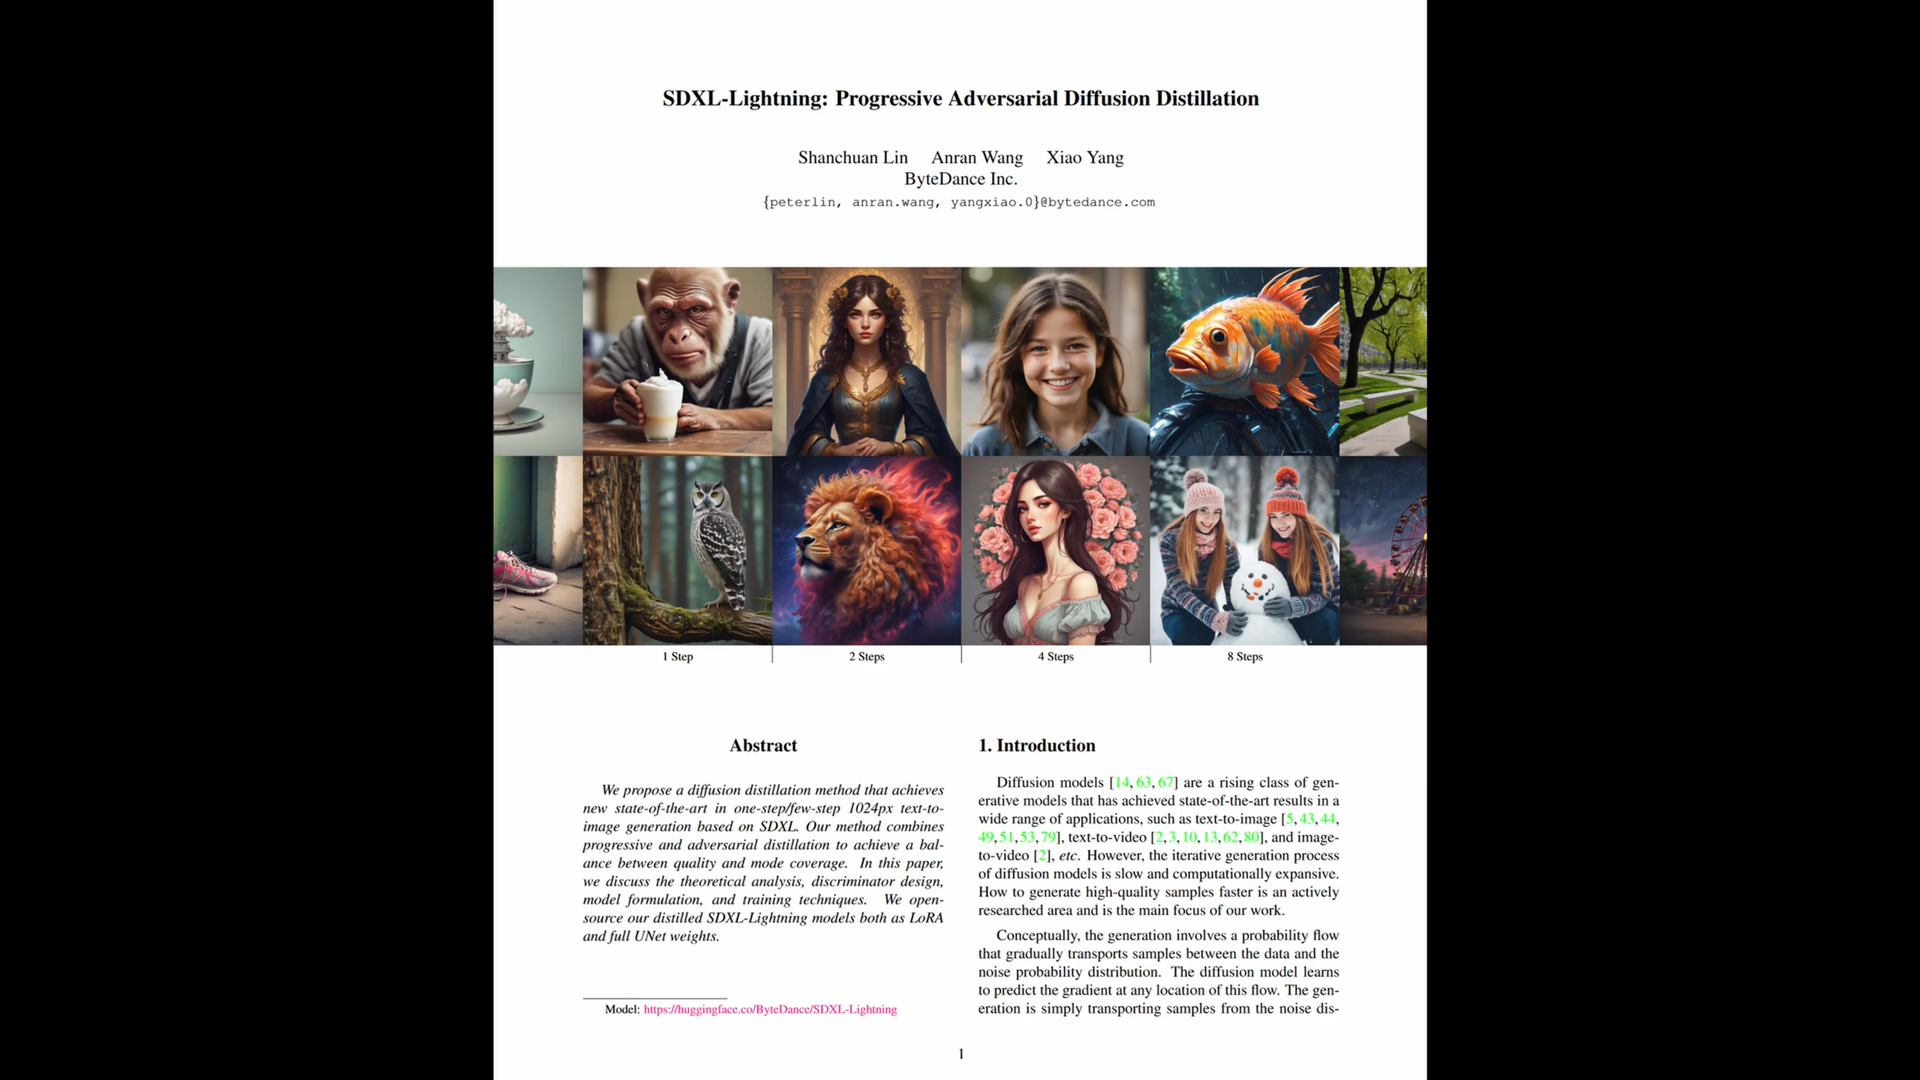 SDXL-Lightning: Progressive Adversarial Diffusion Distillation
Shanchuan Lin Anran Wang Xiao Yang
ByteDance Inc.
{peterlin, anran.wang, yangxiao.0}@bytedance.com
1 Step
2 Steps
4 Steps
8 Steps
Abstract
We propose a diffusion distillation method that achieves
new state-of-the-art in one-step/few-step 1024px text-to-
image generation based on SDXL. Our method combines
progressive and adversarial distillation to achieve a bal-
ance between quality and mode coverage. In this paper,
we discuss the theoretical analysis, discriminator design,
model formulation, and training techniques. We open-
source our distilled SDXL-Lightning models both as LoRA
and full UNet weights.
Model: https://huggingface.co/ByteDance/SDXL-Lightning
1. Introduction
Diffusion models [14, 63, 67] are a rising class of gen-
erative models that has achieved state-of-the-art results in a
wide range of applications, such as text-to-image [5, 43, 44,
49, 51, 53, 79], text-to-video [2, 3, 10, 13, 62, 80], and image-
to-video [2], etc. However, the iterative generation process
of diffusion models is slow and computationally expansive.
How to generate high-quality samples faster is an actively
researched area and is the main focus of our work.
Conceptually, the generation involves a probability flow
that gradually transports samples between the data and the
noise probability distribution. The diffusion model learns
to predict the gradient at any location of this flow. The gen-
eration is simply transporting samples from the noise dis-
1